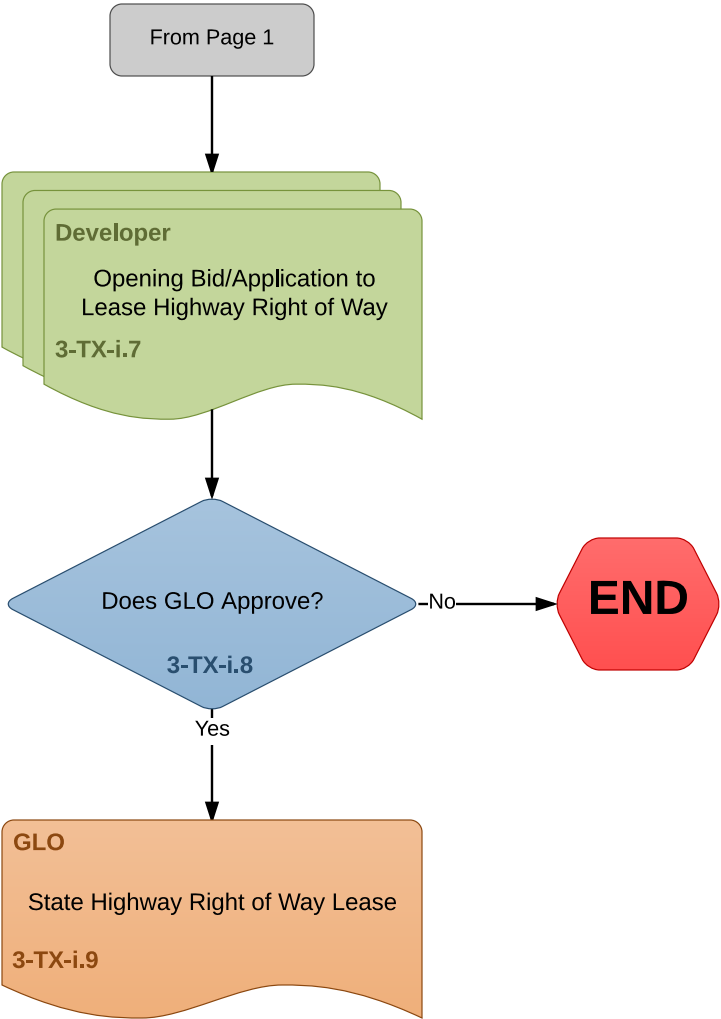 From Page 1
Developer
Opening Bid/Application to
Lease Highway Right of Way
3-TX-i.7
Does GLO Approve?
3-TX-i.8
No
END
Yes
GLO
State Highway Right of Way Lease
3-TX-i.9